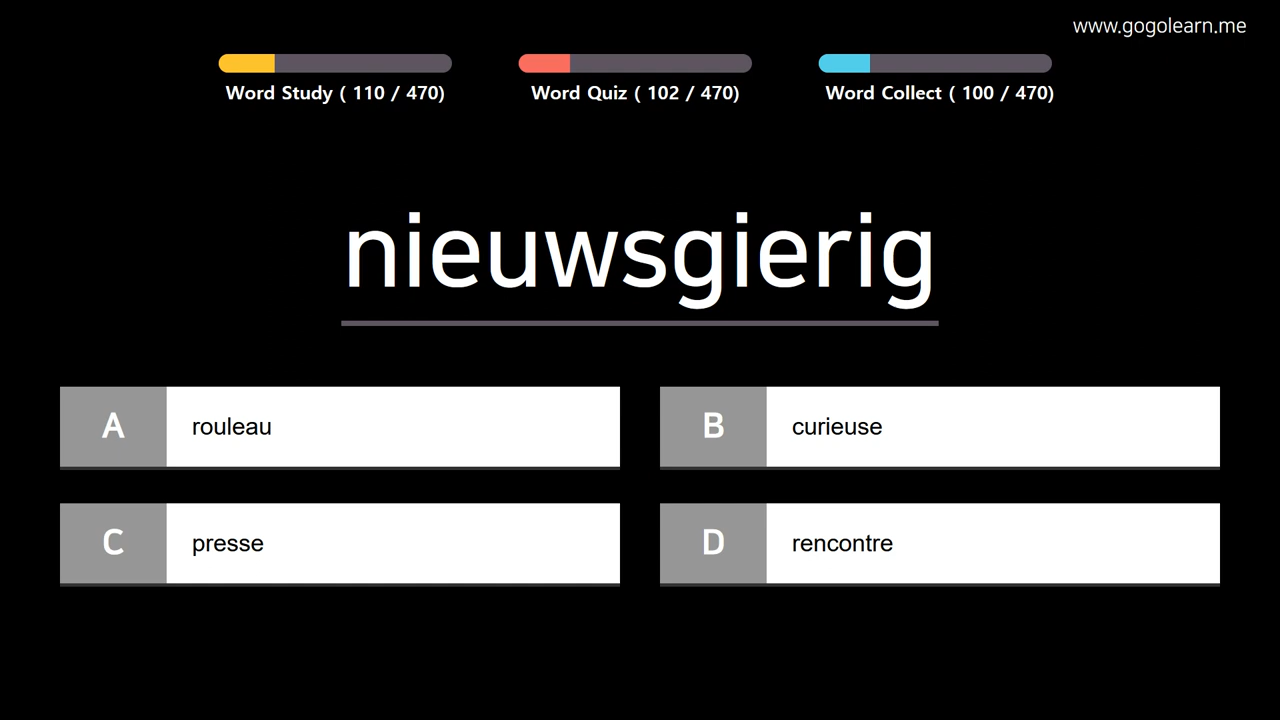 www.gogolearn.me
Word Study ( 110 / 470)
Word Quiz ( 102 / 470)
Word Collect ( 100 / 470)
nieuwsgierig
A rouleau
B curieuse
C presse
D rencontre